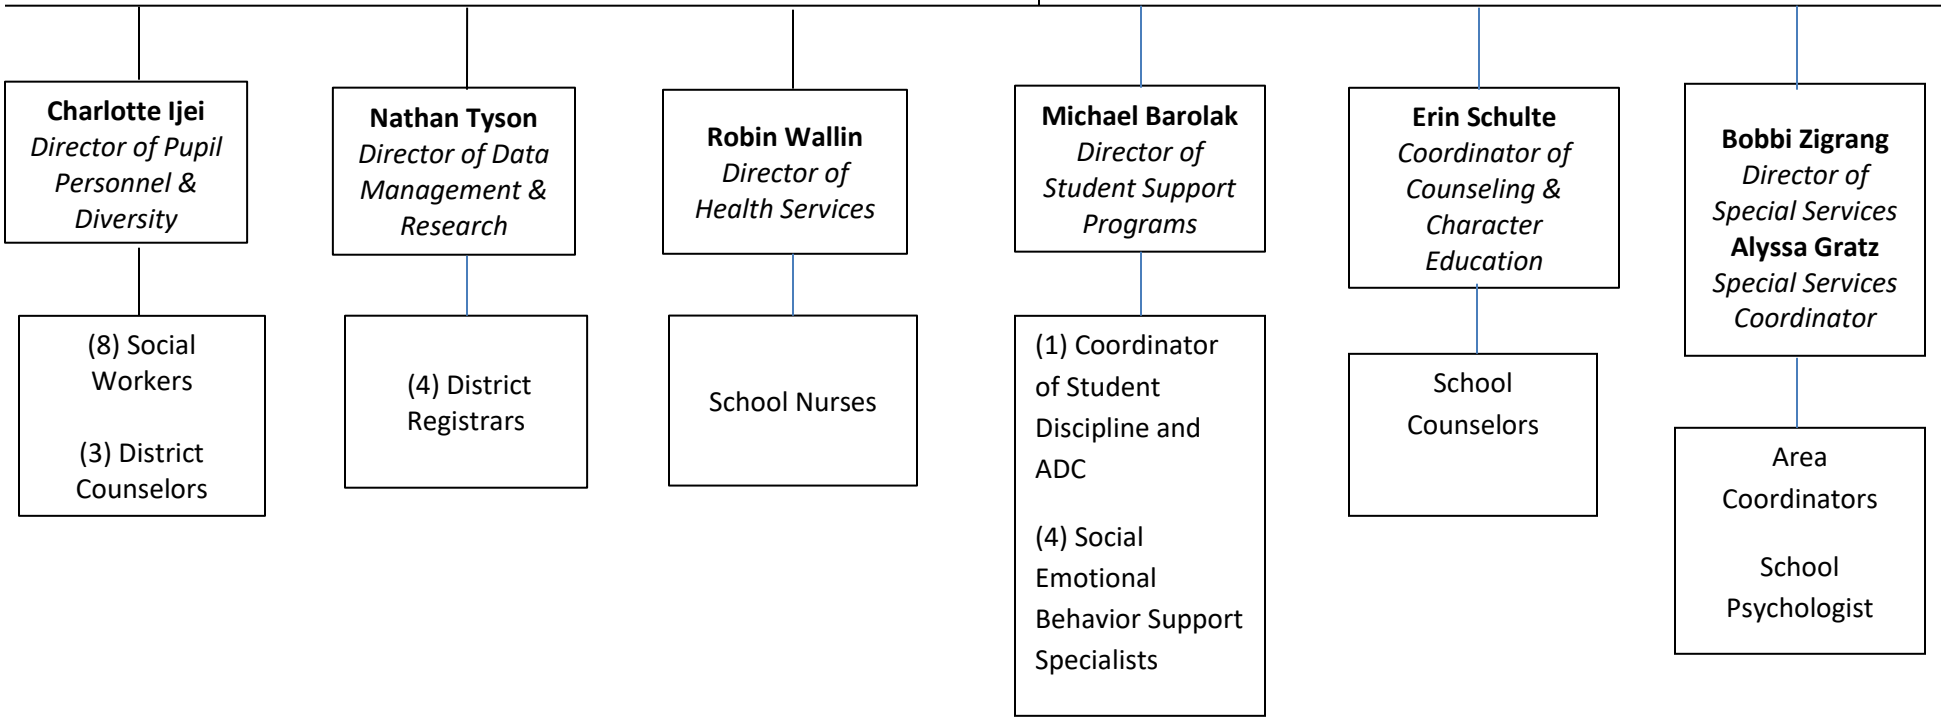 Charlotte Ijei
Director of Pupil
Personnel &
Diversity
(8) Social
Workers
(3) District
Counselors
Nathan Tyson
Director of Data
Management &
Research
(4) District
Registrars
Robin Wallin
Director of
Health Services
School Nurses
Michael Barolak
Director of
Student Support
Programs
(1) Coordinator
of Student
Discipline and
ADC
(4) Social
Emotional
Behavior Support
Specialists
Erin Schulte
Coordinator of
Counseling &
Character
Education
School
Counselors
Bobbi Zigrang
Director of
Special Services
Alyssa Gratz
Special Services
Coordinator
Area
Coordinators
School
Psychologist